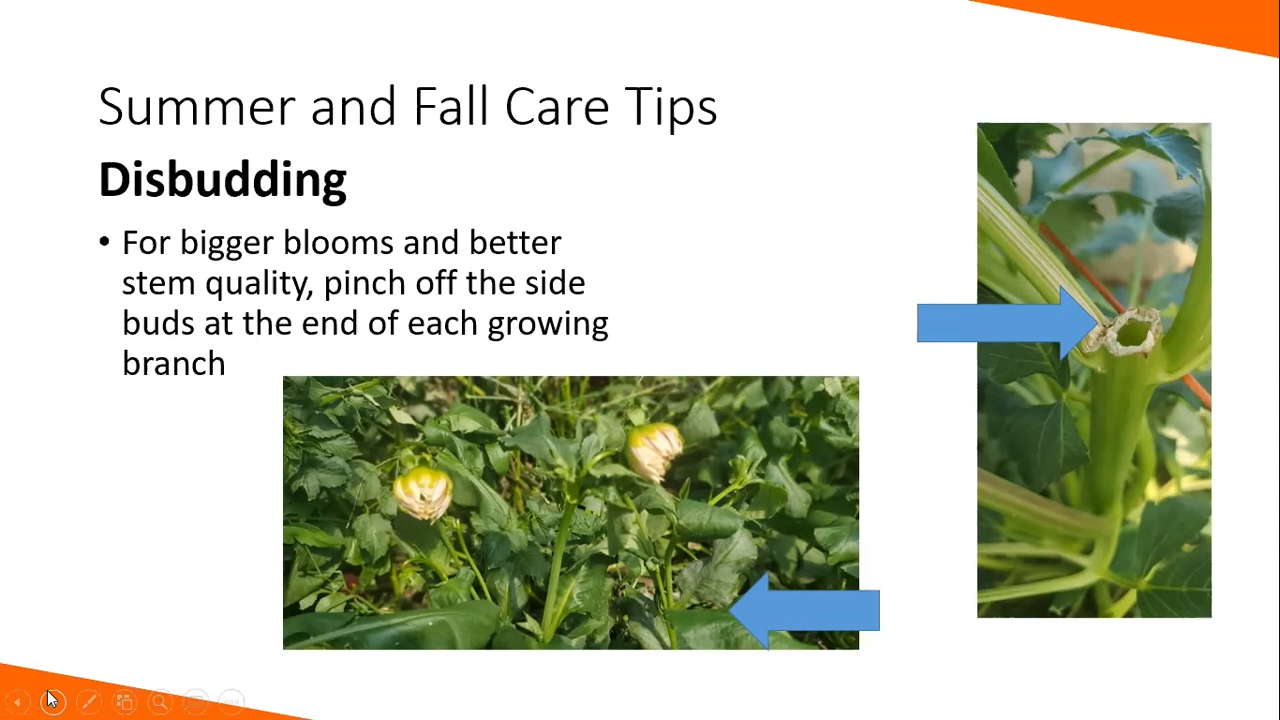 Summer and Fall Care Tips
Disbudding
• For bigger blooms and better
stem quality, pinch off the side
buds at the end of each growing
branch